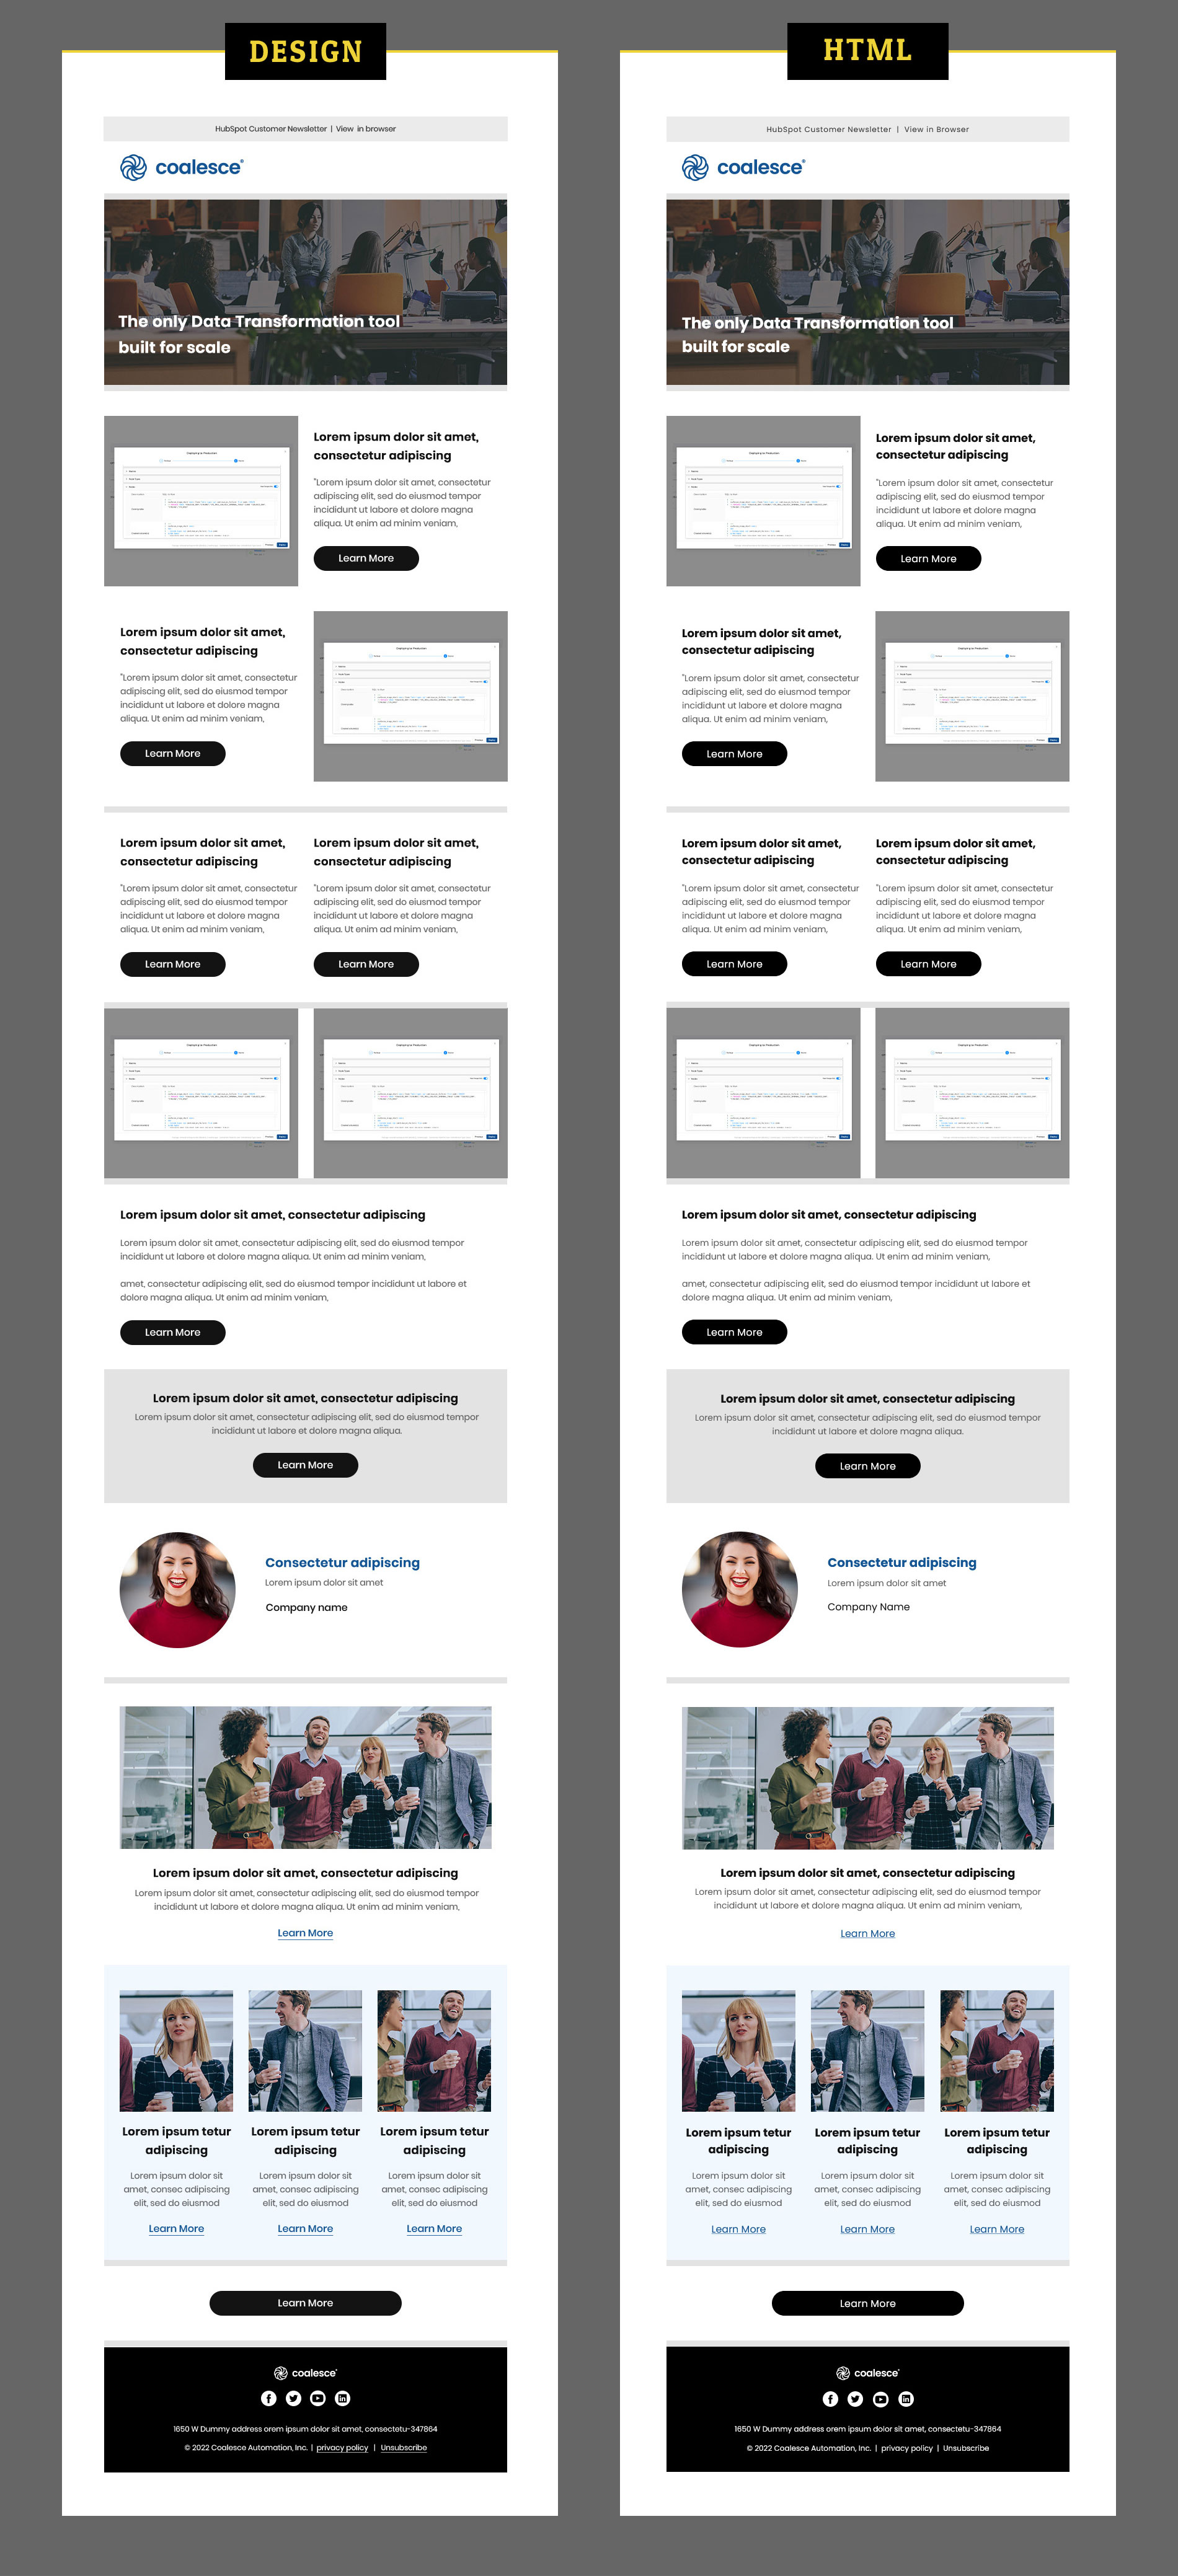 DESIGN
HubSpot Customer Newsletter | View in browser
coalesce®
The only Data Transformation tool
built for scale
Lorem ipsum dolor sit amet,
consectetur adipiscing
"Lorem ipsum dolor sit amet, consectetur
adipiscing elit, sed do eiusmod tempor
incididunt ut labore et dolore magna
aliqua. Ut enim ad minim veniam,
Learn More
Lorem ipsum dolor sit amet,
consectetur adipiscing
"Lorem ipsum dolor sit amet, consectetur
adipiscing elit, sed do eiusmod tempor
incididunt ut labore et dolore magna
aliqua. Ut enim ad minim veniam,
Learn More
Lorem ipsum dolor sit amet,
consectetur adipiscing
"Lorem ipsum dolor sit amet, consectetur
adipiscing elit, sed do eiusmod tempor
incididunt ut labore et dolore magna
aliqua. Ut enim ad minim veniam,
Learn More
Lorem ipsum dolor sit amet,
consectetur adipiscing
"Lorem ipsum dolor sit amet, consectetur
adipiscing elit, sed do eiusmod tempor
incididunt ut labore et dolore magna
aliqua. Ut enim ad minim veniam,
Learn More
Lorem ipsum dolor sit amet, consectetur adipiscing
Lorem ipsum dolor sit amet, consectetur adipiscing elit, sed do eiusmod tempor
incididunt ut labore et dolore magna aliqua. Ut enim ad minim veniam,
amet, consectetur adipiscing elit, sed do eiusmod tempor incididunt ut labore et
dolore magna aliqua. Ut enim ad minim veniam,
Learn More
Lorem ipsum dolor sit amet, consectetur adipiscing
Lorem ipsum dolor sit amet, consectetur adipiscing elit, sed do eiusmod tempor
incididunt ut labore et dolore magna aliqua.
Learn More
Consectetur adipiscing
Lorem ipsum dolor sit amet
Company name
Lorem ipsum dolor sit amet, consectetur adipiscing
Lorem ipsum dolor sit amet, consectetur adipiscing elit, sed do eiusmod tempor
incididunt ut labore et dolore magna aliqua. Ut enim ad minim veniam,
Learn More
Lorem ipsum tetur
adipiscing
Lorem ipsum dolor sit
amet, consec adipiscing
elit, sed do eiusmod
Learn More
Lorem ipsum tetur
adipiscing
Lorem ipsum dolor sit
amet, consec adipiscing
elit, sed do eiusmod
Learn More
Lorem ipsum tetur
adipiscing
Lorem ipsum dolor sit
amet, consec adipiscing
elit, sed do eiusmod
Learn More
Learn More
coalesce
1650 W Dummy address orem ipsum dolor sit amet, consectetu-347864
© 2022 Coalesce Automation, Inc. | privacy policy | Unsubscribe
HTML
HubSpot Customer Newsletter | View in Browser
coalesce®
The only Data Transformation tool
built for scale
Lorem ipsum dolor sit amet,
consectetur adipiscing
"Lorem ipsum dolor sit amet, consectetur
adipiscing elit, sed do eiusmod tempor
incididunt ut labore et dolore magna
aliqua. Ut enim ad minim veniam,
Learn More
Lorem ipsum dolor sit amet,
consectetur adipiscing
"Lorem ipsum dolor sit amet, consectetur
adipiscing elit, sed do eiusmod tempor
incididunt ut labore et dolore magna
aliqua. Ut enim ad minim veniam,
Learn More
Lorem ipsum dolor sit amet,
consectetur adipiscing
"Lorem ipsum dolor sit amet, consectetur
adipiscing elit, sed do eiusmod tempor
incididunt ut labore et dolore magna
aliqua. Ut enim ad minim veniam,
Learn More
Lorem ipsum dolor sit amet,
consectetur adipiscing
"Lorem ipsum dolor sit amet, consectetur
adipiscing elit, sed do eiusmod tempor
incididunt ut labore et dolore magna
aliqua. Ut enim ad minim veniam,
Learn More
Lorem ipsum dolor sit amet, consectetur adipiscing
Lorem ipsum dolor sit amet, consectetur adipiscing elit, sed do eiusmod tempor
incididunt ut labore et dolore magna aliqua. Ut enim ad minim veniam,
amet, consectetur adipiscing elit, sed do eiusmod tempor incididunt ut labore et
dolore magna aliqua. Ut enim ad minim veniam,
Learn More
Lorem ipsum dolor sit amet, consectetur adipiscing
Lorem ipsum dolor sit amet, consectetur adipiscing elit, sed do eiusmod tempor
incididunt ut labore et dolore magna aliqua.
Learn More
Consectetur adipiscing
Lorem ipsum dolor sit amet
Company Name
Lorem ipsum dolor sit amet, consectetur adipiscing
Lorem ipsum dolor sit amet, consectetur adipiscing elit, sed do eiusmod tempor
incididunt ut labore et dolore magna aliqua. Ut enim ad minim veniam,
Learn More
Lorem ipsum tetur
adipiscing
Lorem ipsum dolor sit
amet, consec adipiscing
elit, sed do eiusmod
Learn More
Lorem ipsum tetur
adipiscing
Lorem ipsum dolor sit
amet, consec adipiscing
elit, sed do eiusmod
Learn More
Lorem ipsum tetur
adipiscing
Lorem ipsum dolor sit
amet, consec adipiscing
elit, sed do eiusmod
Learn More
Learn More
coalesce
1650 W Dummy address orem ipsum dolor sit amet, consectetu-347864
© 2022 Coalesce Automation, Inc. | privacy policy | Unsubscribe